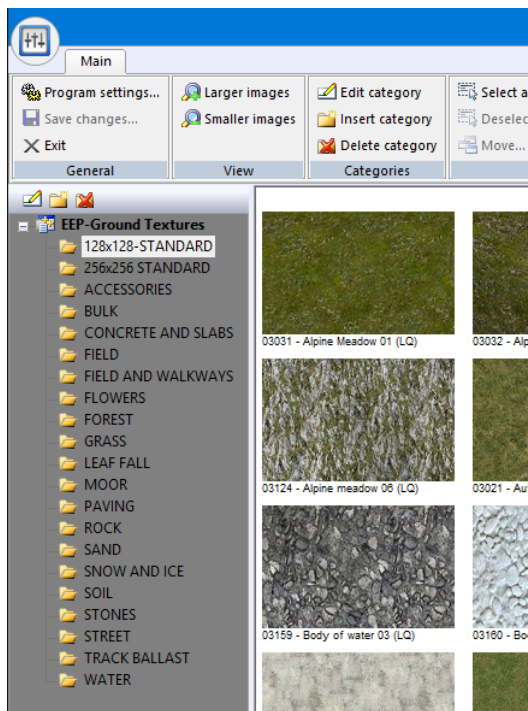 Main
Program settings...
Larger images
Edit category
Select a
Save changes...
Smaller images
Insert category
Deselec
Exit
Delete category
Move...
General
View
Categories
EEP-Ground Textures
128x128-STANDARD
256x256 STANDARD
ACCESSORIES
BULK
CONCRETE AND SLABS
FIELD
FIELD AND WALKWAYS
FLOWERS
FOREST
GRASS
LEAF FALL
MOOR
PAVING
ROCK
SAND
SNOW AND ICE
SOIL
STONES
STREET
TRACK BALLAST
WATER
03031 - Alpine Meadow 01 (LQ)
03032 - Alp
03124 - Alpine meadow 06 (LQ)
03021 - Au
03159 - Body of water 03 (LQ)
03160 - Bo